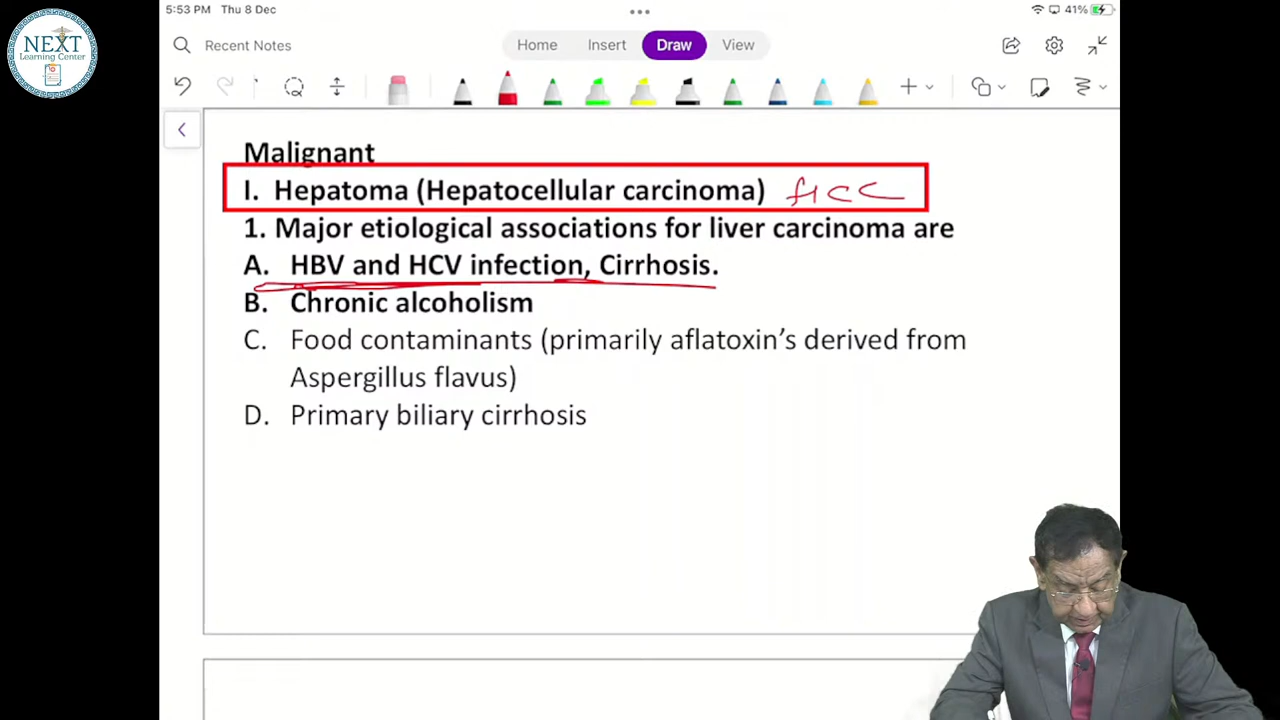 5:53 PM Thu 8 Dec
41%
NEXT
Learning Center
Recent Notes
Home Insert Draw View
Malignant
I. Hepatoma (Hepatocellular carcinoma) HCC
1. Major etiological associations for liver carcinoma are
A. HBV and HCV infection, Cirrhosis.
B. Chronic alcoholism
C. Food contaminants (primarily aflatoxin’s derived from
Aspergillus flavus)
D. Primary biliary cirrhosis